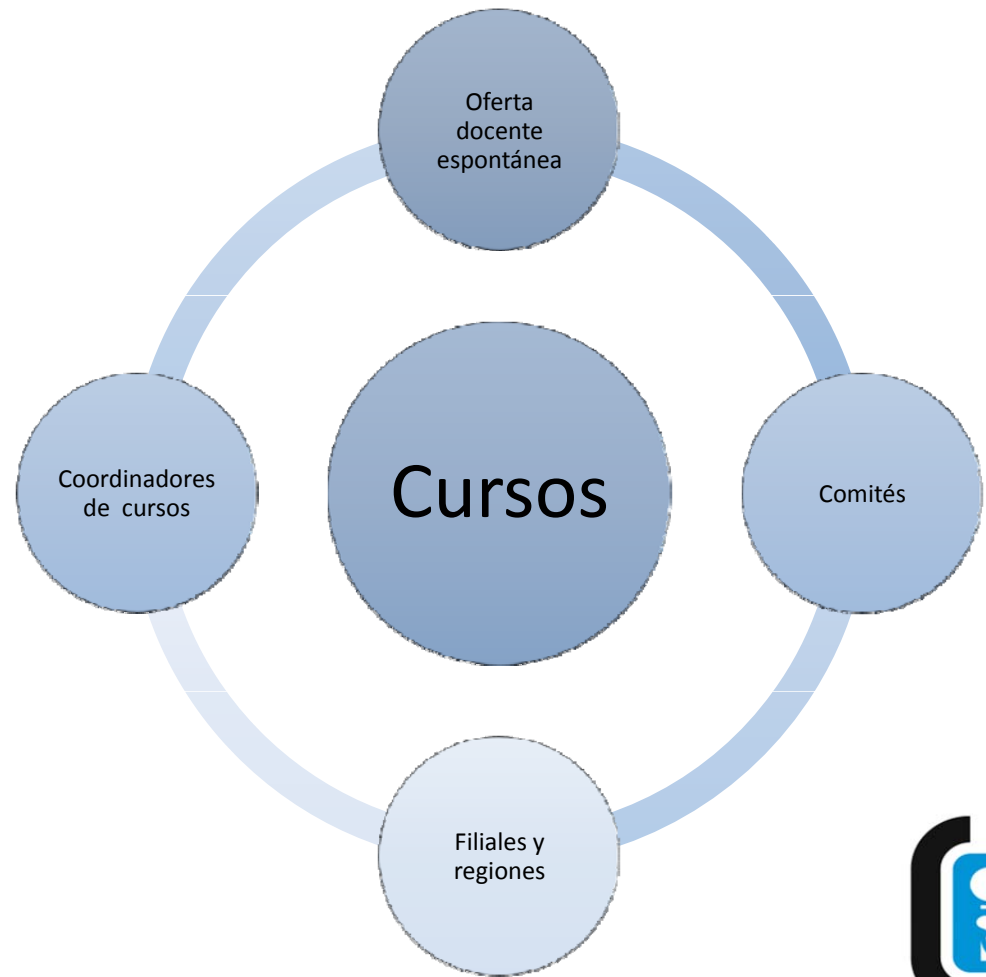 Oferta
docente
espontánea
Coordinadores
de cursos
Cursos
Comités
Filiales y
regiones